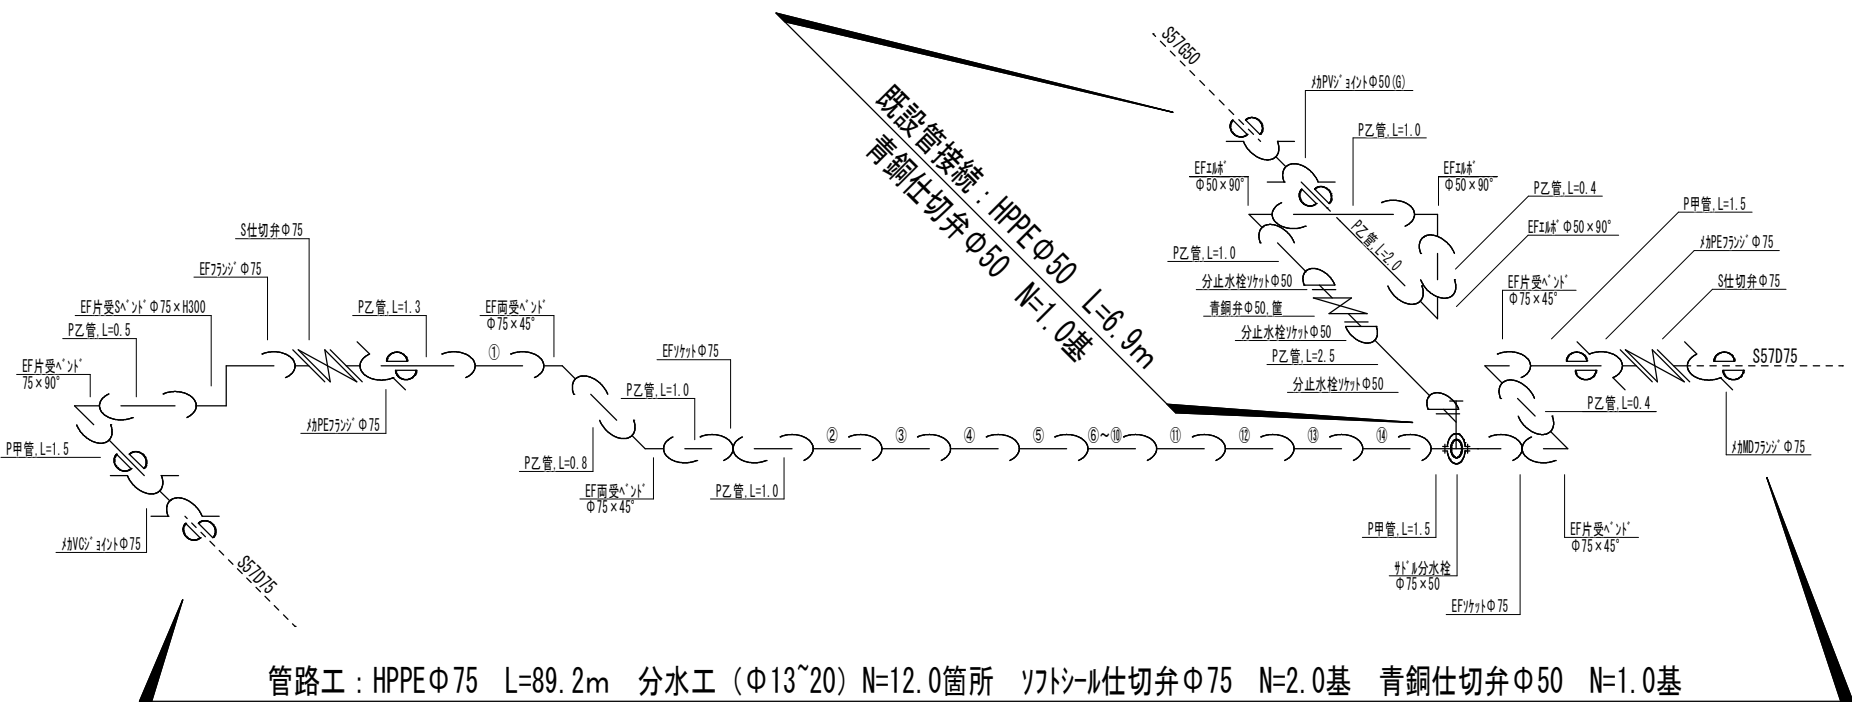 S57G50
ﾒｶPVｼﾞｮｲﾝﾄΦ50(G)
P乙管,L=1.0
EFｴﾙﾎﾞ
Φ50×90°
EFｴﾙﾎﾞ
Φ50×90°
P乙管,L=0.4
EFｴﾙﾎﾞΦ50×90°
P乙管,L=2.0
P乙管,L=1.0
分止水栓ｿｹｯﾄΦ50
青銅弁Φ50,筐
分止水栓ｿｹｯﾄΦ50
P乙管,L=2.5
分止水栓ｿｹｯﾄΦ50
既設管接続：HPPEΦ50 L=6.9m
青銅仕切弁Φ50 N=1.0基
P甲管,L=1.5
ﾒｶPEﾌﾗﾝｼﾞΦ75
S仕切弁Φ75
EF片受ﾍﾞﾝﾄﾞ
Φ75×45°
S57D75
P乙管,L=0.4
ﾒｶMDﾌﾗﾝｼﾞΦ75
S仕切弁Φ75
EFﾌﾗﾝｼﾞΦ75
EF片受SﾍﾞﾝﾄﾞΦ75×H300
P乙管,L=0.5
EF片受ﾍﾞﾝﾄﾞ
75×90°
P乙管,L=1.3
①
EF両受ﾍﾞﾝﾄﾞ
Φ75×45°
EFｿｹｯﾄΦ75
P乙管,L=1.0
ﾒｶPEﾌﾗﾝｼﾞΦ75
P甲管,L=1.5
ﾒｶVCｼﾞｮｲﾝﾄΦ75
S57D75
P乙管,L=0.8
EF両受ﾍﾞﾝﾄﾞ
Φ75×45°
P乙管,L=1.0
② ③ ④ ⑤ ⑥~⑩ ⑪ ⑫ ⑬ ⑭
P甲管,L=1.5
ｻﾄﾞﾙ分水栓
Φ75×50
EFｿｹｯﾄΦ75
EF片受ﾍﾞﾝﾄﾞ
Φ75×45°
管路工：HPPEΦ75 L=89.2m 分水工（Φ13~20）N=12.0箇所 ｿﾌﾄｼｰﾙ仕切弁Φ75 N=2.0基 青銅仕切弁Φ50 N=1.0基